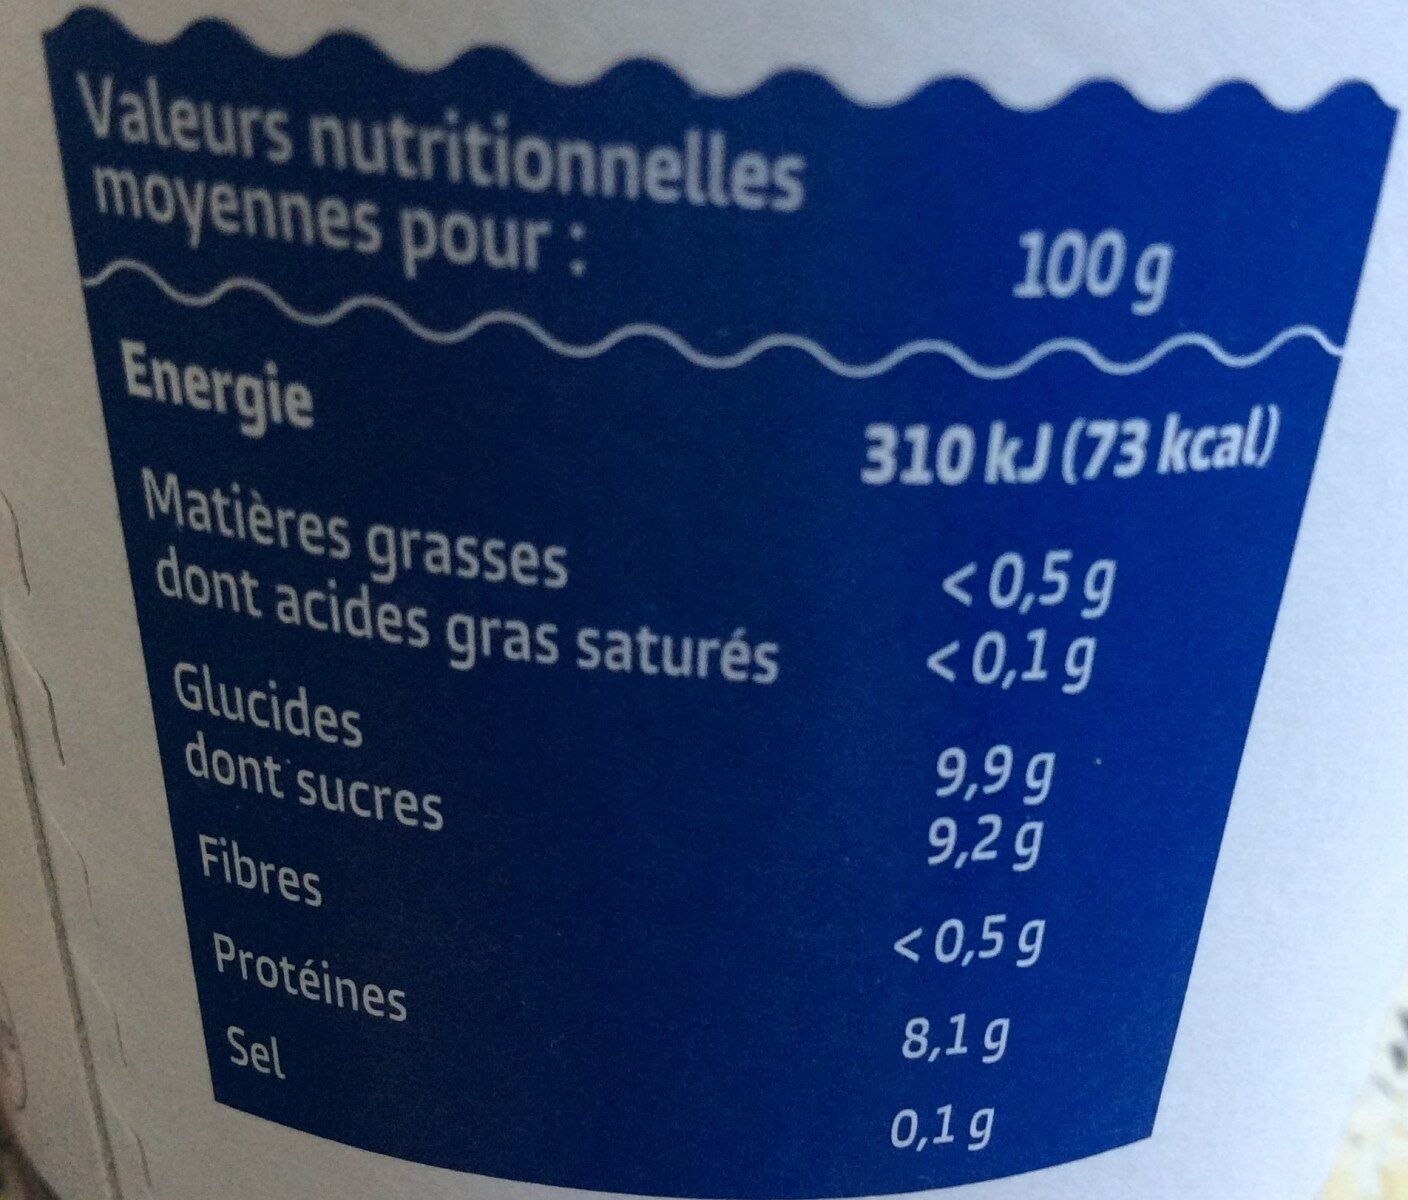 Valeurs nutritionnelles
moyennes pour : 100 g
Energie 310 kJ (73 kcal)
Matières grasses < 0,5 g
dont acides gras saturés < 0,1 g
Glucides 9,9 g
dont sucres 9,2 g
Fibres < 0,5 g
Protéines 8,1 g
Sel 0,1 g